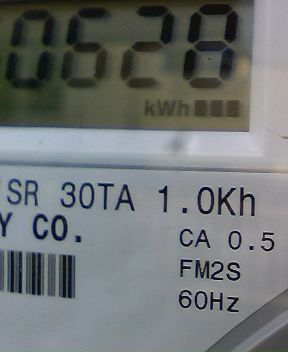 0628
kWh
SR 30TA 1.0Kh
Y CO.
CA 0.5
FM2S
60Hz